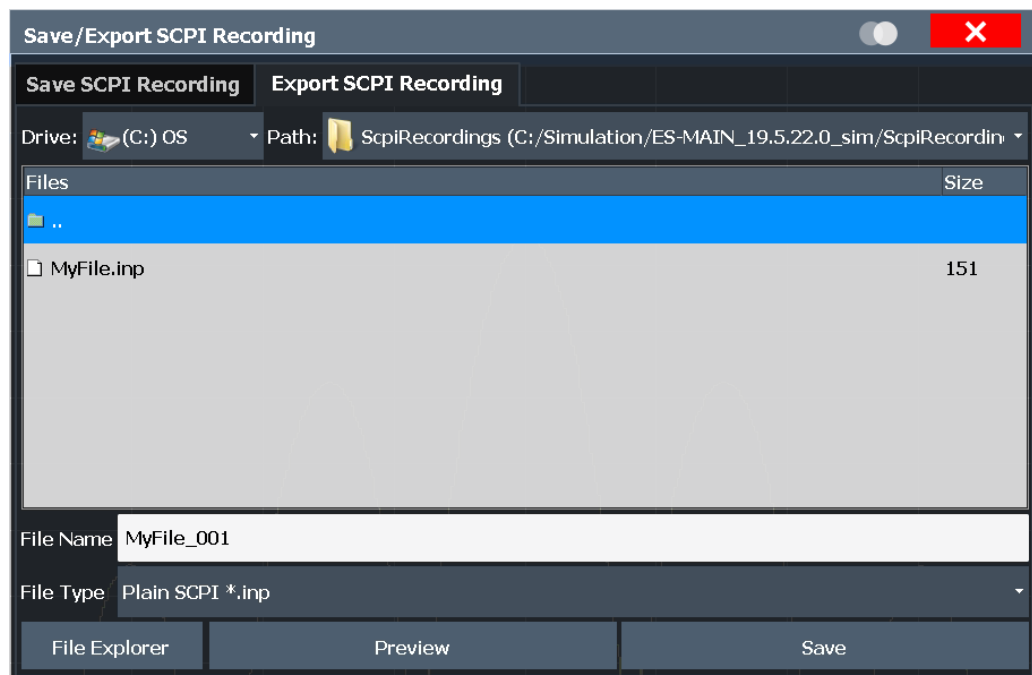 Save/Export SCPI Recording
Save SCPI Recording Export SCPI Recording
Drive: (C:) OS Path: ScpiRecordings (C:/Simulation/ES-MAIN_19.5.22.0_sim/ScpiRecordin
Files Size
..
MyFile.inp 151
File Name MyFile_001
File Type Plain SCPI *.inp
File Explorer Preview Save